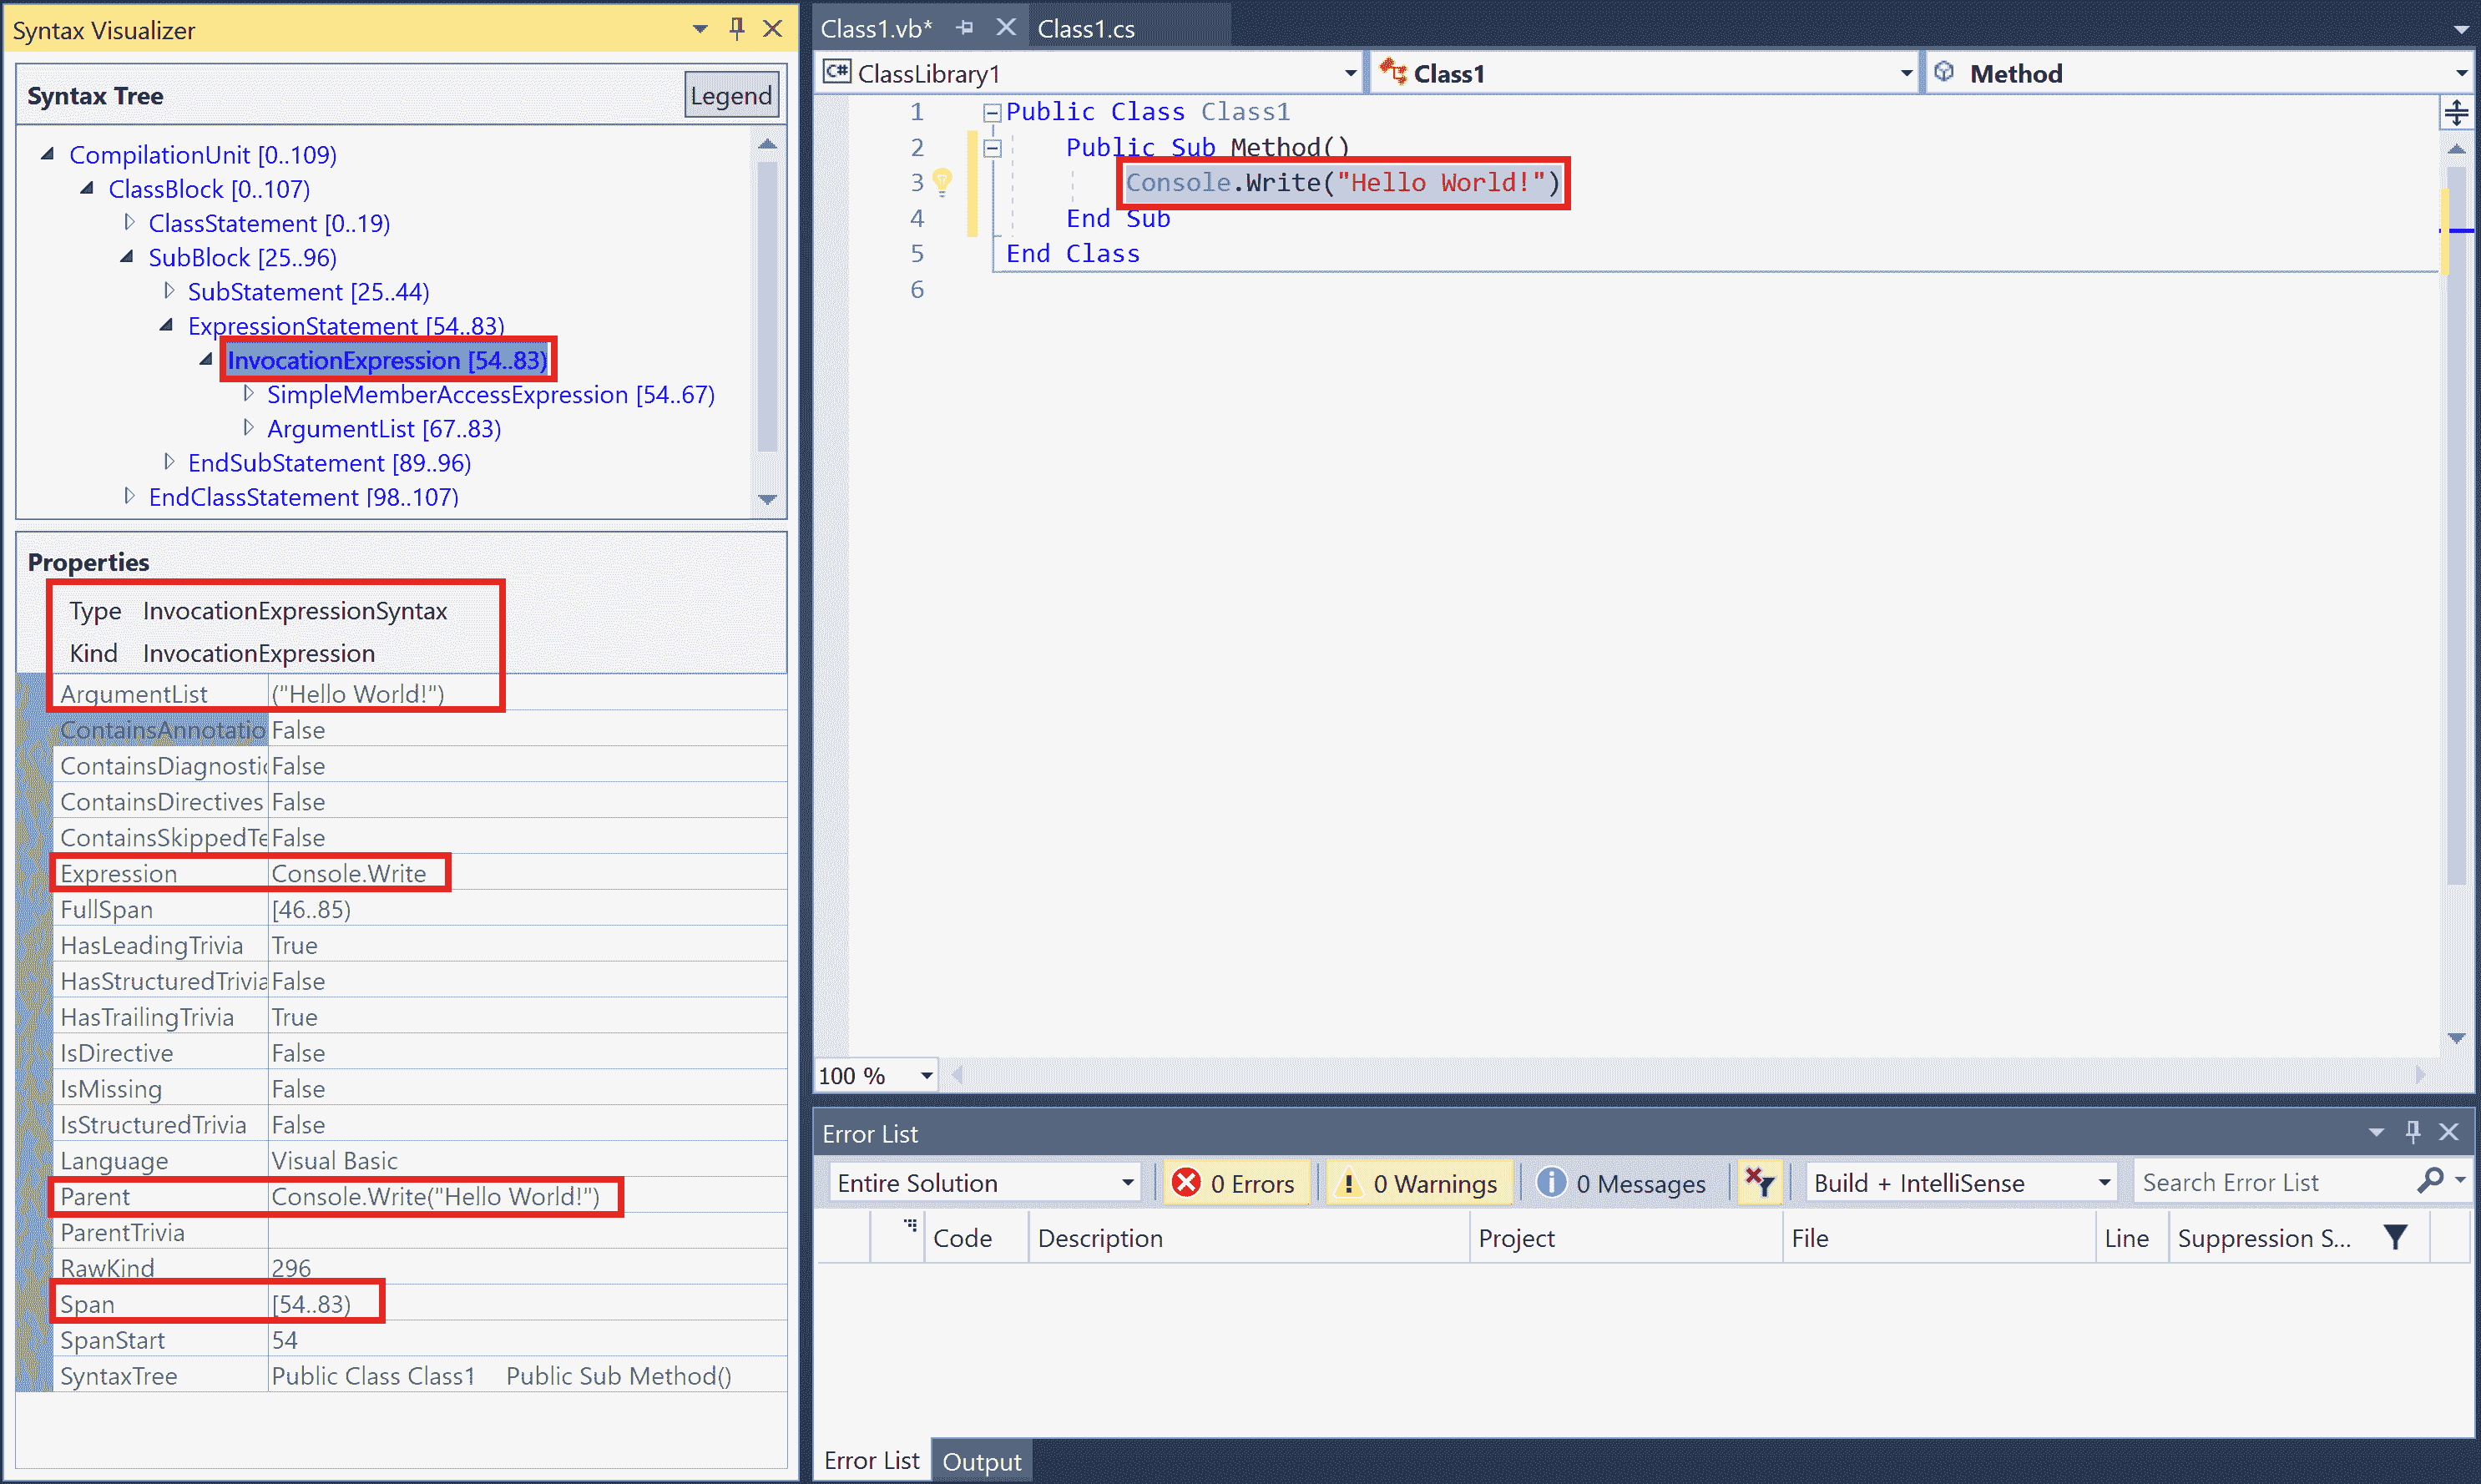 Syntax Visualizer
Syntax Tree
Legend
CompilationUnit [0..109)
ClassBlock [0..107)
ClassStatement [0..19)
SubBlock [25..96)
SubStatement [25..44)
ExpressionStatement [54..83)
InvocationExpression [54..83)
SimpleMemberAccessExpression [54..67)
ArgumentList [67..83)
EndSubStatement [89..96)
EndClassStatement [98..107)
Properties
Type InvocationExpressionSyntax
Kind InvocationExpression
ArgumentList ("Hello World!")
ContainsAnnotatio False
ContainsDiagnostic False
ContainsDirectives False
ContainsSkippedTe False
Expression Console.Write
FullSpan [46..85)
HasLeadingTrivia True
HasStructuredTrivia False
HasTrailingTrivia True
IsDirective False
IsMissing False
IsStructuredTrivia False
Language Visual Basic
Parent Console.Write("Hello World!")
ParentTrivia
RawKind 296
Span [54..83)
SpanStart 54
SyntaxTree Public Class Class1 Public Sub Method()
Class1.vb* Class1.cs
C# ClassLibrary1 Class1 Method
1 Public Class Class1
2 Public Sub Method()
3 Console.Write("Hello World!")
4 End Sub
5 End Class
6
100 %
Error List
Entire Solution 0 Errors 0 Warnings 0 Messages Build + IntelliSense Search Error List
Code Description Project File Line Suppression S...
Error List Output